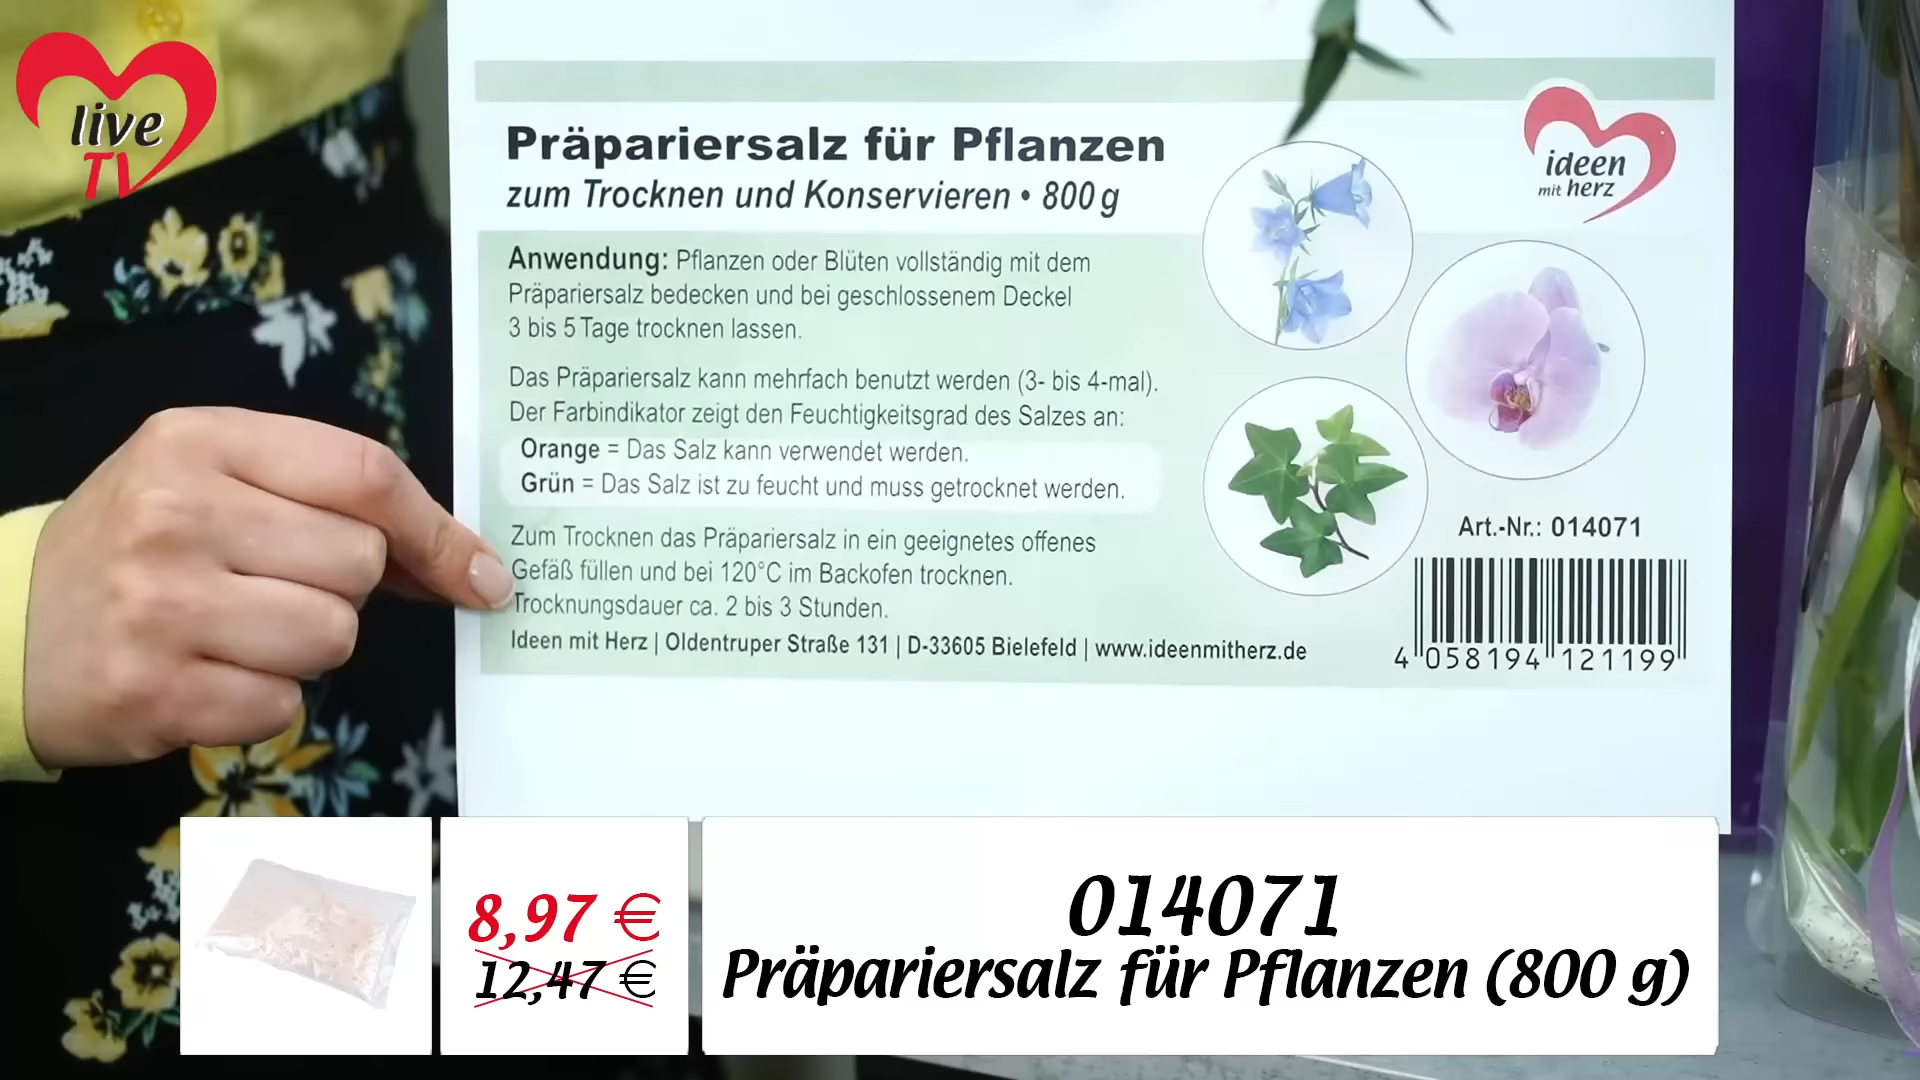 live
TV
Präpariersalz für Pflanzen
zum Trocknen und Konservieren • 800 g
ideen
mit herz
Anwendung: Pflanzen oder Blüten vollständig mit dem
Präpariersalz bedecken und bei geschlossenem Deckel
3 bis 5 Tage trocknen lassen.
Das Präpariersalz kann mehrfach benutzt werden (3- bis 4-mal).
Der Farbindikator zeigt den Feuchtigkeitsgrad des Salzes an:
Orange = Das Salz kann verwendet werden.
Grün = Das Salz ist zu feucht und muss getrocknet werden.
Zum Trocknen das Präpariersalz in ein geeignetes offenes
Gefäß füllen und bei 120°C im Backofen trocknen.
Trocknungsdauer ca. 2 bis 3 Stunden.
Ideen mit Herz | Oldentruper Straße 131 | D-33605 Bielefeld | www.ideenmitherz.de
Art.-Nr.: 014071
4 058194 121199
8,97 €
12,47 €
014071
Präpariersalz für Pflanzen (800 g)